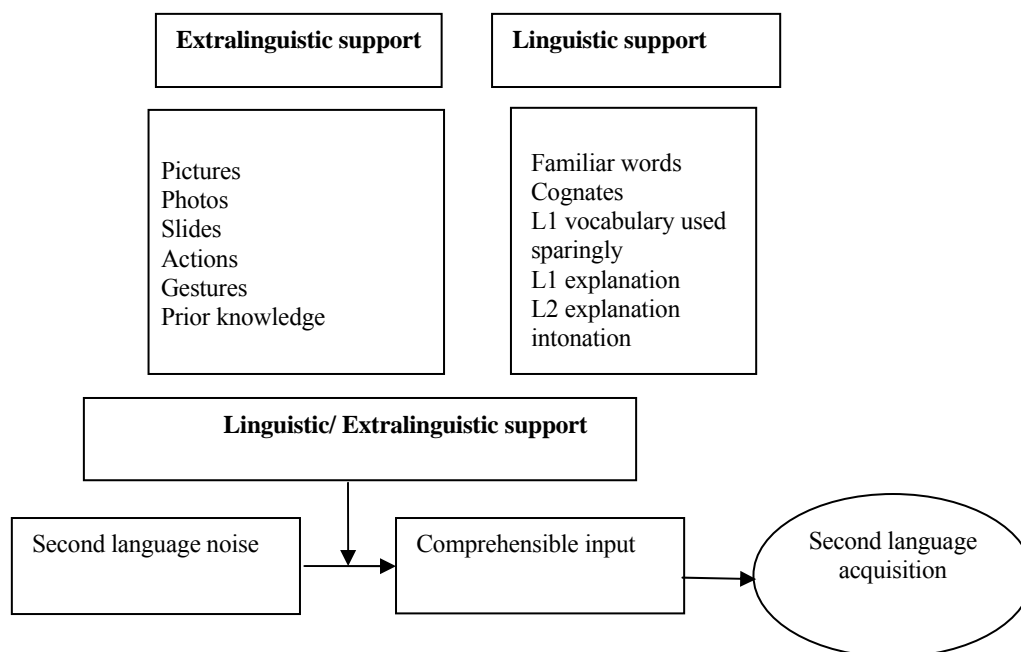 Extralinguistic support
Linguistic support
Pictures
Photos
Slides
Actions
Gestures
Prior knowledge
Familiar words
Cognates
L1 vocabulary used
sparingly
L1 explanation
L2 explanation
intonation
Linguistic/ Extralinguistic support
Second language noise
Comprehensible input
Second language
acquisition